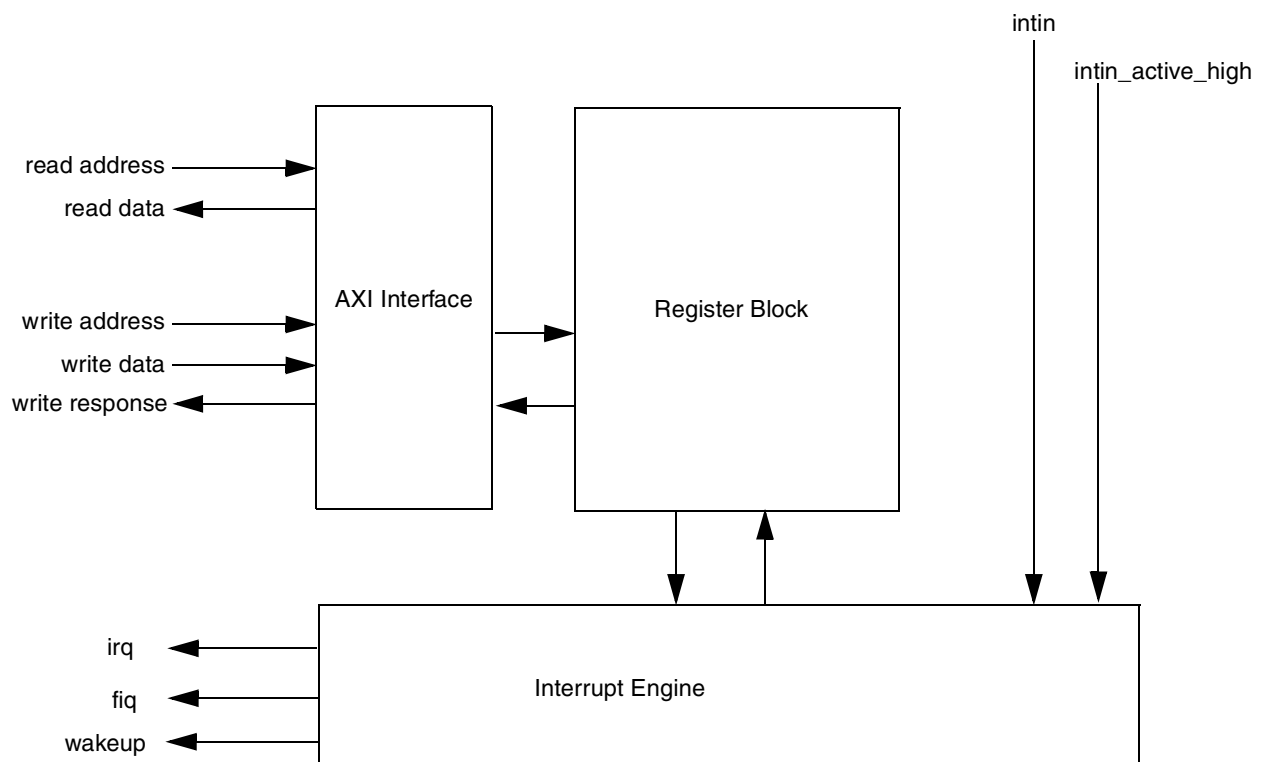 intin
intin_active_high
read address
read data
AXI Interface
Register Block
write address
write data
write response
irq
fiq
wakeup
Interrupt Engine